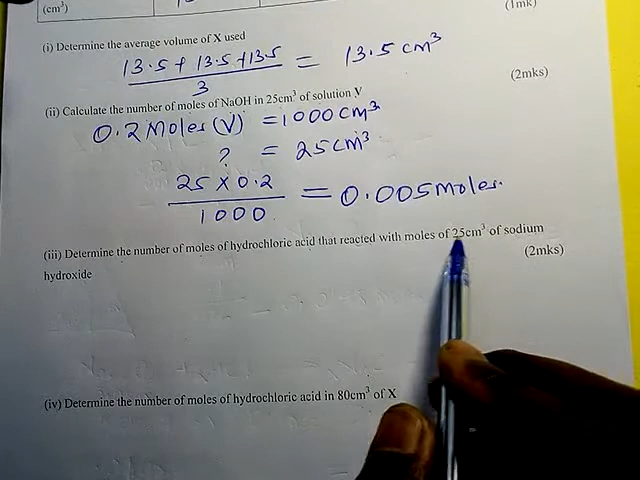 (cm³)
(1mk)
(i) Determine the average volume of X used
13.5 + 13.5 + 13.5 = 13.5 cm³
3
(2mks)
(ii) Calculate the number of moles of NaOH in 25cm³ of solution V
0.2 Moles (V) = 1000 cm³
? = 25 cm³
25 x 0.2 = 0.005 moles.
1000
(iii) Determine the number of moles of hydrochloric acid that reacted with moles of 25cm³ of sodium
hydroxide
(2mks)
(iv) Determine the number of moles of hydrochloric acid in 80cm³ of X